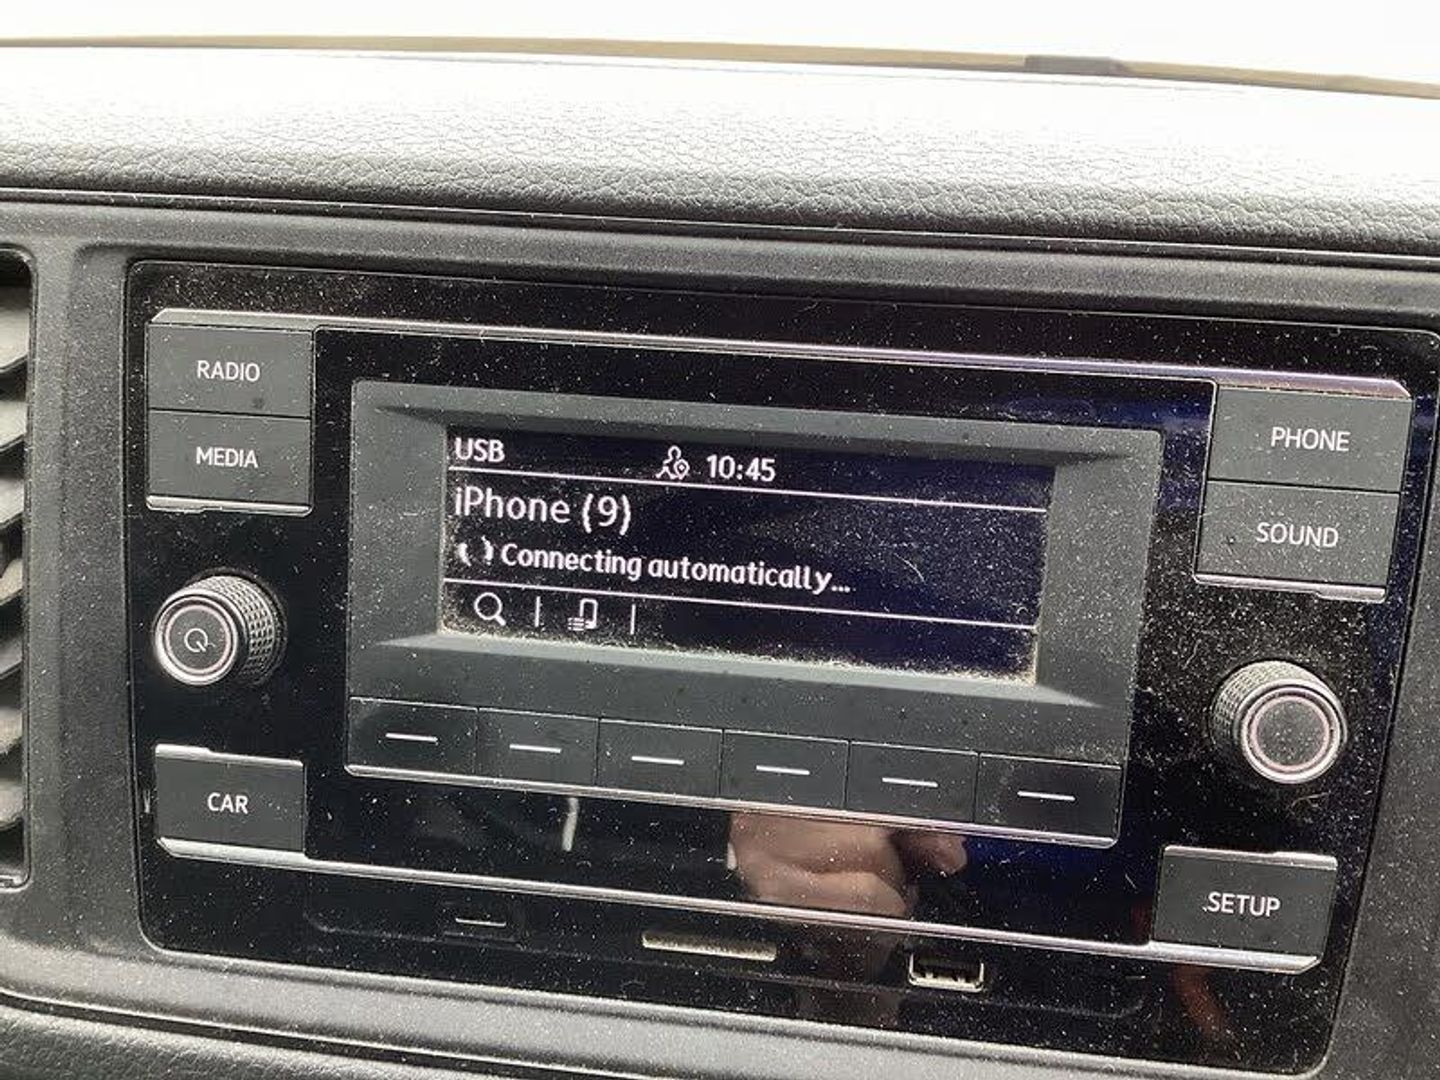 RADIO
MEDIA
USB 10:45
iPhone (9)
Connecting automatically...
PHONE
SOUND
CAR
SETUP